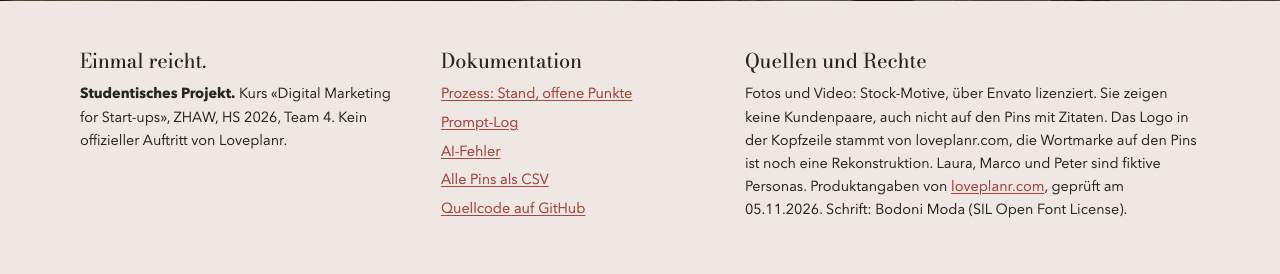 Einmal reicht.
Studentisches Projekt. Kurs «Digital Marketing
for Start-ups», ZHAW, HS 2026, Team 4. Kein
offizieller Auftritt von Loveplanr.
Dokumentation
Prozess: Stand, offene Punkte
Prompt-Log
AI-Fehler
Alle Pins als CSV
Quellcode auf GitHub
Quellen und Rechte
Fotos und Video: Stock-Motive, über Envato lizenziert. Sie zeigen
keine Kundenpaare, auch nicht auf den Pins mit Zitaten. Das Logo in
der Kopfzeile stammt von loveplanr.com, die Wortmarke auf den Pins
ist noch eine Rekonstruktion. Laura, Marco und Peter sind fiktive
Personas. Produktangaben von loveplanr.com, geprüft am
05.11.2026. Schrift: Bodoni Moda (SIL Open Font License).